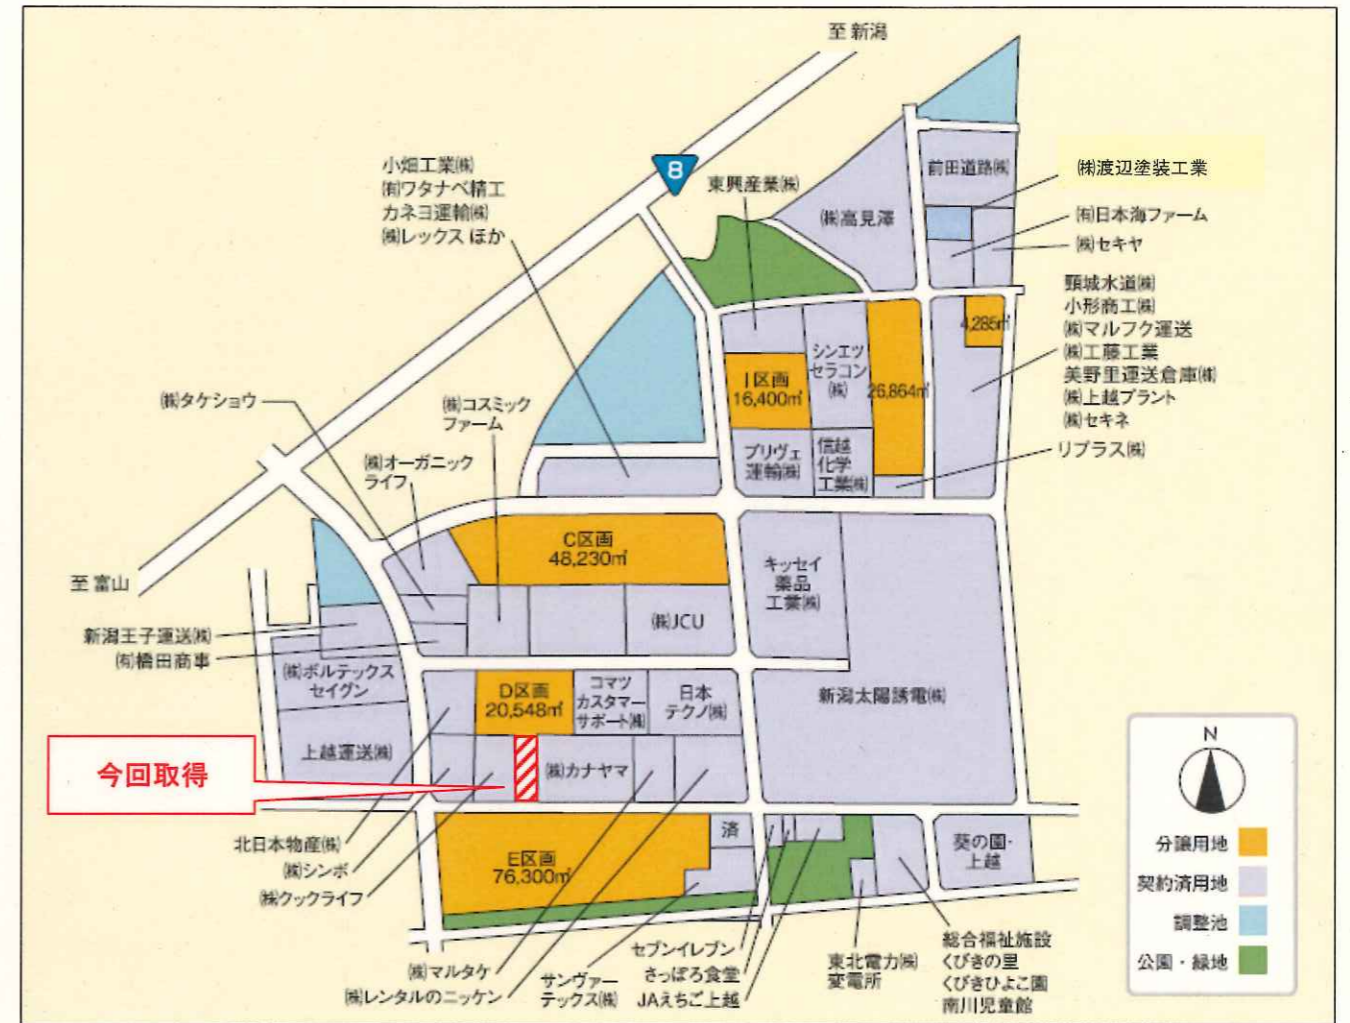 至 新潟
8
小畑工業㈱
㈲ワタナベ精工
カネヨ運輸㈱
㈱レックス ほか
東興産業㈱
㈱高見澤
前田道路㈱
㈱渡辺塗装工業
㈲日本海ファーム
㈱セキヤ
頸城水道㈱
小形商工㈱
㈱マルフク運送
㈱工藤工業
美野里運送倉庫㈱
㈱上越プラント
㈱セキネ
リプラス㈱
4,285㎡
26,864㎡
シンエツ
セラコン
㈱
I区画
16,400㎡
プリヴェ
運輸㈱
信越
化学
工業㈱
㈱タケショウ
㈱コスミック
ファーム
㈱オーガニック
ライフ
C区画
48,230㎡
キッセイ
薬品
工業㈱
至 富山
新潟王子運送㈱
㈲橋田商事
㈱JCU
㈱ボルテックス
セイグン
D区画
20,548㎡
コマツ
カスタマー
サポート㈱
日本
テクノ㈱
新潟太陽誘電㈱
上越運送㈱
今回取得
㈱カナヤマ
北日本物産㈱
㈱シンボ
㈱クックライフ
E区画
76,300㎡
済
葵の園・
上越
㈱マルタケ
㈱レンタルのニッケン
サンヴァー
テックス㈱
セブンイレブン
さっぽろ食堂
JAえちご上越
東北電力㈱
変電所
総合福祉施設
くびきの里
くびきひよこ園
南川児童館
N
分譲用地
契約済用地
調整池
公園・緑地